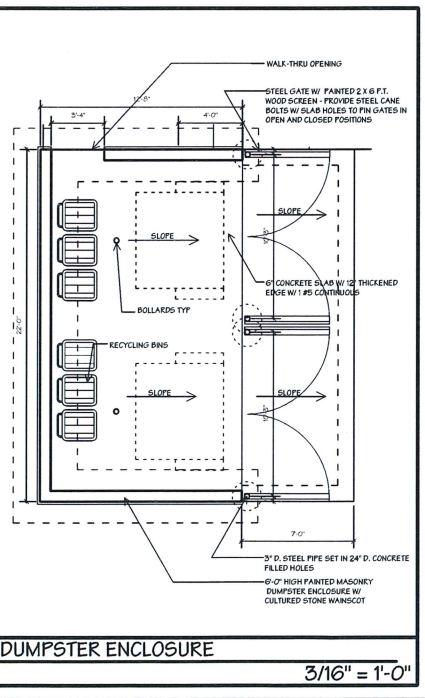 WALK-THRU OPENING
STEEL GATE W/ PAINTED 2 X 6 P.T.
WOOD SCREEN - PROVIDE STEEL CANE
BOLTS W/ SLAB HOLES TO PIN GATES IN
OPEN AND CLOSED POSITIONS
12'-8"
3'-4"
4'-0"
SLOPE
SLOPE
6" CONCRETE SLAB W/ 12" THICKENED
EDGE W/ 1 #5 CONTINUOUS
BOLLARDS TYP
22'-0"
RECYCLING BINS
SLOPE
SLOPE
7'-0"
3" D. STEEL PIPE SET IN 24" D. CONCRETE
FILLED HOLES
6'-0" HIGH PAINTED MASONRY
DUMPSTER ENCLOSURE W/
CULTURED STONE WAINSCOT
DUMPSTER ENCLOSURE
3/16" = 1'-0"